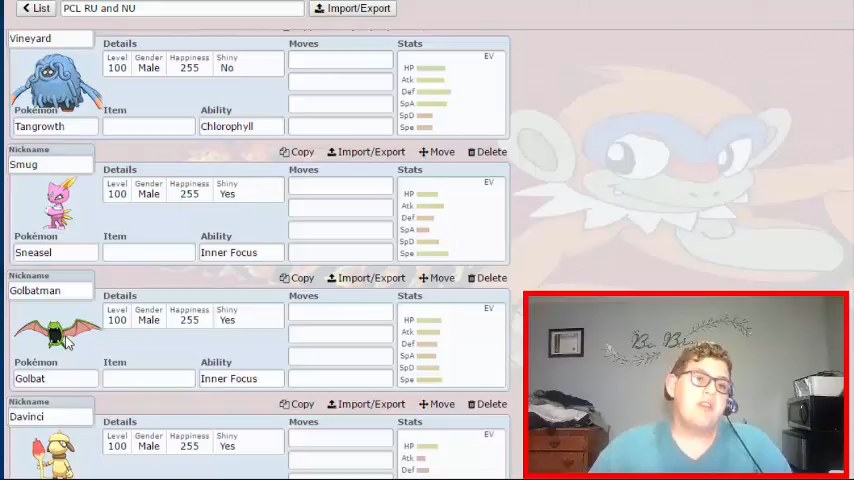 List
PCL RU and NU
Import/Export
Vineyard
Details
Moves
Stats
Level Gender Happiness Shiny
100 Male 255 No
EV
HP
Atk
Def
SpA
SpD
Spe
Pokémon Item Ability
Tangrowth Chlorophyll
Copy Import/Export Move Delete
Nickname
Smug
Details
Moves
Stats
Level Gender Happiness Shiny
100 Male 255 Yes
EV
HP
Atk
Def
SpA
SpD
Spe
Pokémon Item Ability
Sneasel Inner Focus
Copy Import/Export Move Delete
Nickname
Golbatman
Details
Moves
Stats
Level Gender Happiness Shiny
100 Male 255 Yes
EV
HP
Atk
Def
SpA
SpD
Spe
Pokémon Item Ability
Golbat Inner Focus
Copy Import/Export Move Delete
Nickname
Davinci
Details
Moves
Stats
Level Gender Happiness Shiny
100 Male 255 Yes
EV
HP
Atk
Def